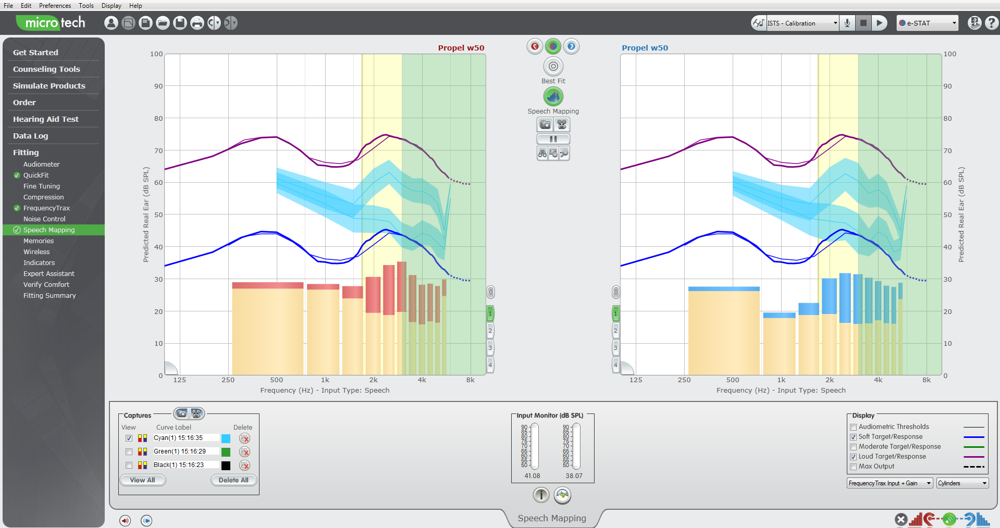 File Edit Preferences Tools Display Help
microtech
ISTS - Calibration
e-STAT
Get Started
Counseling Tools
Simulate Products
Order
Hearing Aid Test
Data Log
Fitting
Audiometer
QuickFit
Fine Tuning
Compression
FrequencyTrax
Noise Control
Speech Mapping
Memories
Wireless
Indicators
Expert Assistant
Verify Comfort
Fitting Summary
Propel w50
100
90
80
70
60
50
40
30
20
10
0
Predicted Real Ear (dB SPL)
125 250 500 1k 2k 4k 8k
Frequency (Hz) - Input Type: Speech
1
2
3
4
Best Fit
Speech Mapping
Propel w50
1
2
3
4
100
90
80
70
60
50
40
30
20
10
0
Predicted Real Ear (dB SPL)
125 250 500 1k 2k 4k 8k
Frequency (Hz) - Input Type: Speech
Captures
View Curve Label Delete
Cyan(1) 15:16:35
Green(1) 15:16:29
Black(1) 15:16:23
View All Delete All
Input Monitor (dB SPL)
90 90
85 85
80 80
75 75
70 70
65 65
60 60
55 55
50 50
41.08 38.07
i
Display
Audiometric Thresholds
Soft Target/Response
Moderate Target/Response
Loud Target/Response
Max Output
FrequencyTrax Input + Gain Cylinders
Speech Mapping